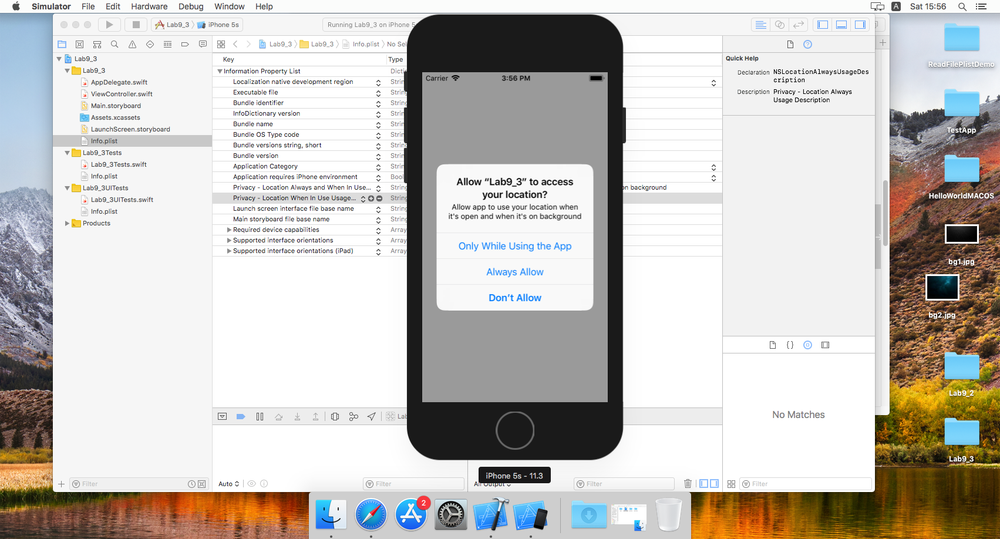 Simulator File Edit Hardware Debug Window Help
A Sat 15:56
Lab9_3 iPhone 5s
Running Lab9_3 on iPhone 5
Lab9_3 Lab9_3 Info.plist No Sel
Lab9_3
Lab9_3
AppDelegate.swift
ViewController.swift
Main.storyboard
Assets.xcassets
LaunchScreen.storyboard
Info.plist
Lab9_3Tests
Lab9_3Tests.swift
Info.plist
Lab9_3UITests
Lab9_3UITests.swift
Info.plist
Products
Filter
Key Type
Information Property List Dictic
Localization native development region Strin
Executable file Strin
Bundle identifier Strin
InfoDictionary version Strin
Bundle name Strin
Bundle OS Type code Strin
Bundle versions string, short Strin
Bundle version Strin
Application Category Strin
Application requires iPhone environment Bool
Privacy - Location Always and When In Use... String on background
Privacy - Location When In Use Usage... String
Launch screen interface file base name String
Main storyboard file base name String
Required device capabilities Array
Supported interface orientations Array
Supported interface orientations (iPad) Array
Lab
Auto
Filter
All Output
Filter
Carrier 3:56 PM
Allow “Lab9_3” to access
your location?
Allow app to use your location when
it's open and when it's on background
Only While Using the App
Always Allow
Don’t Allow
iPhone 5s - 11.3
Quick Help
Declaration NSLocationAlwaysUsageDes
cription
Description Privacy - Location Always
Usage Description
No Matches
Filter
ReadFilePlistDemo
TestApp
HelloWorldMACOS
bg1.jpg
bg2.jpg
Lab9_2
Lab9_3
2